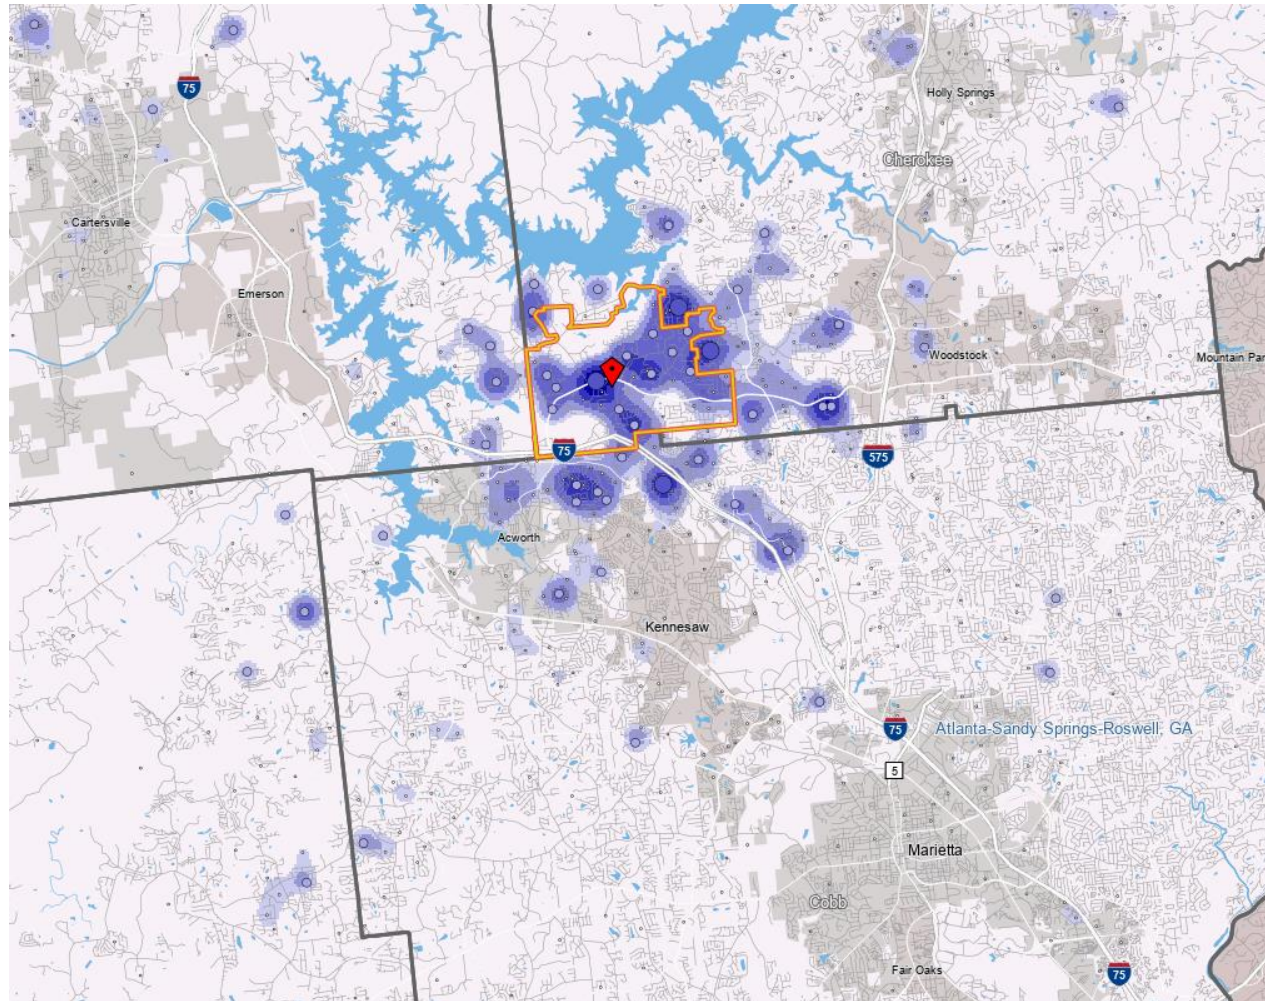 75
Holly Springs
Cherokee
Cartersville
Emerson
Woodstock
Mountain Par
75
575
Acworth
Kennesaw
75
Atlanta-Sandy Springs-Roswell, GA
5
Marietta
Cobb
Fair Oaks
75